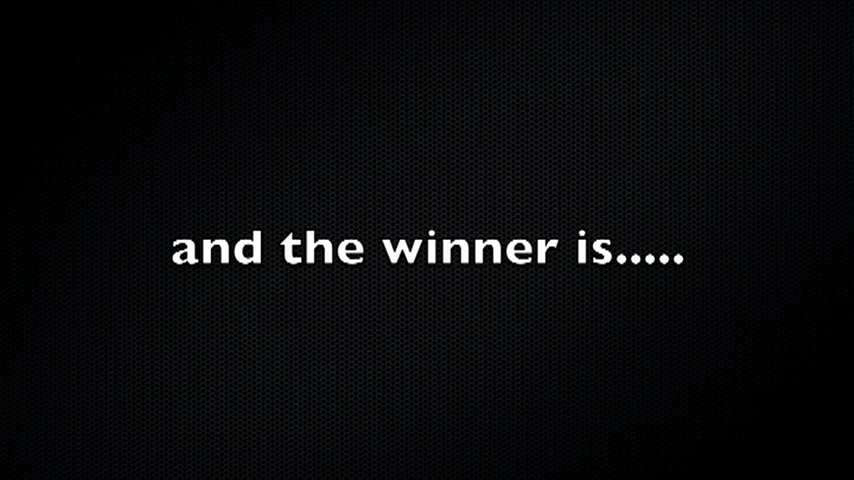 and the winner is.....